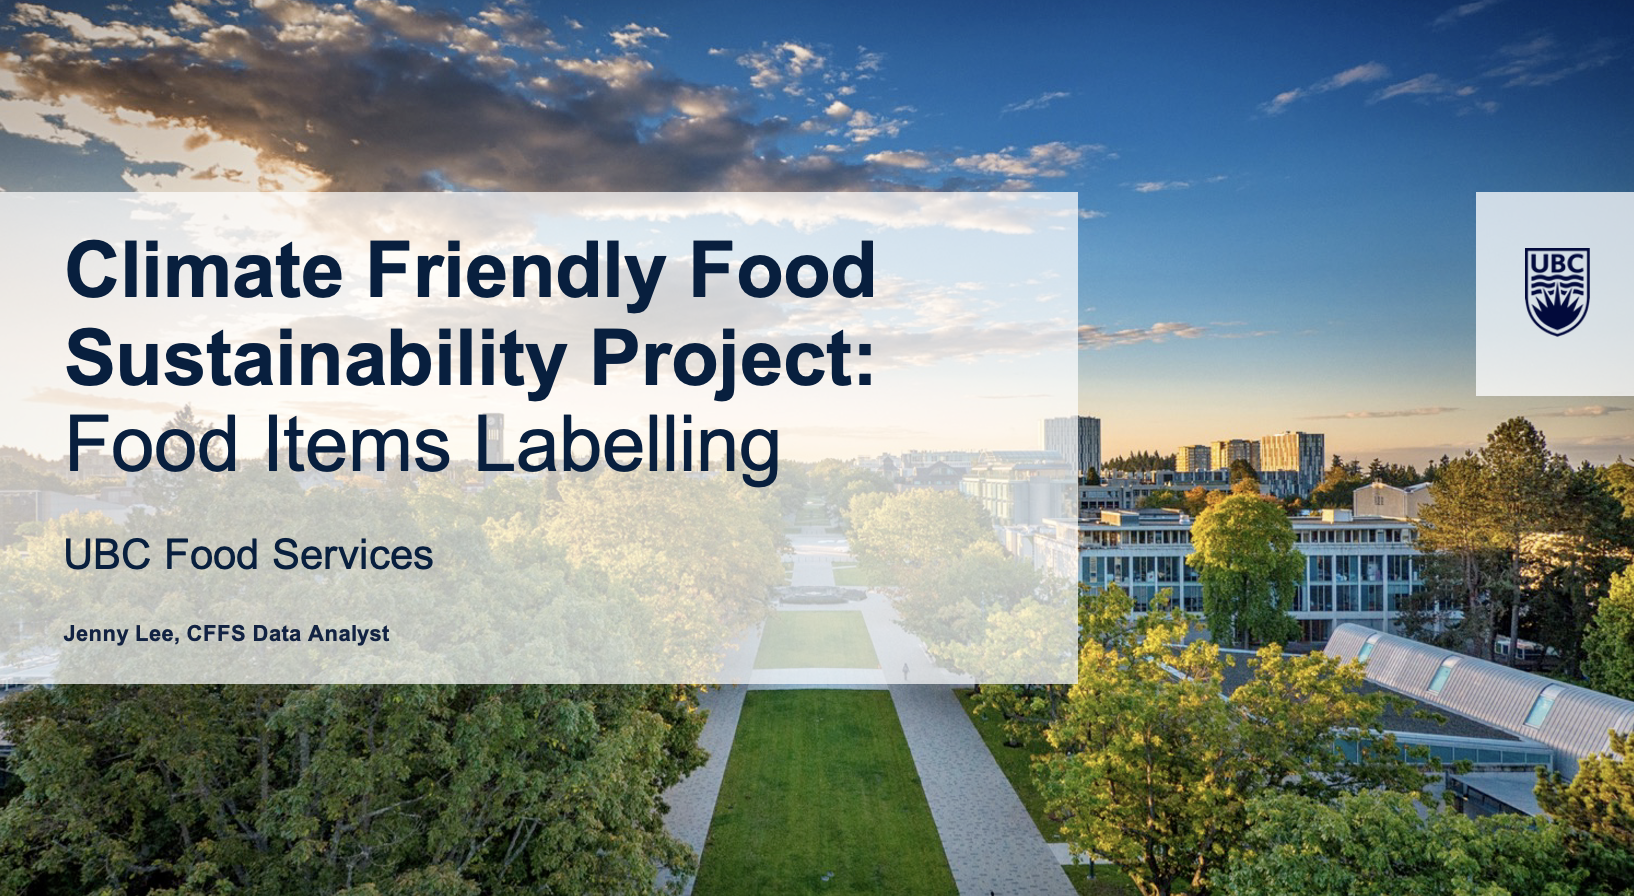 Climate Friendly Food
Sustainability Project:
Food Items Labelling
UBC Food Services
Jenny Lee, CFFS Data Analyst
UBC